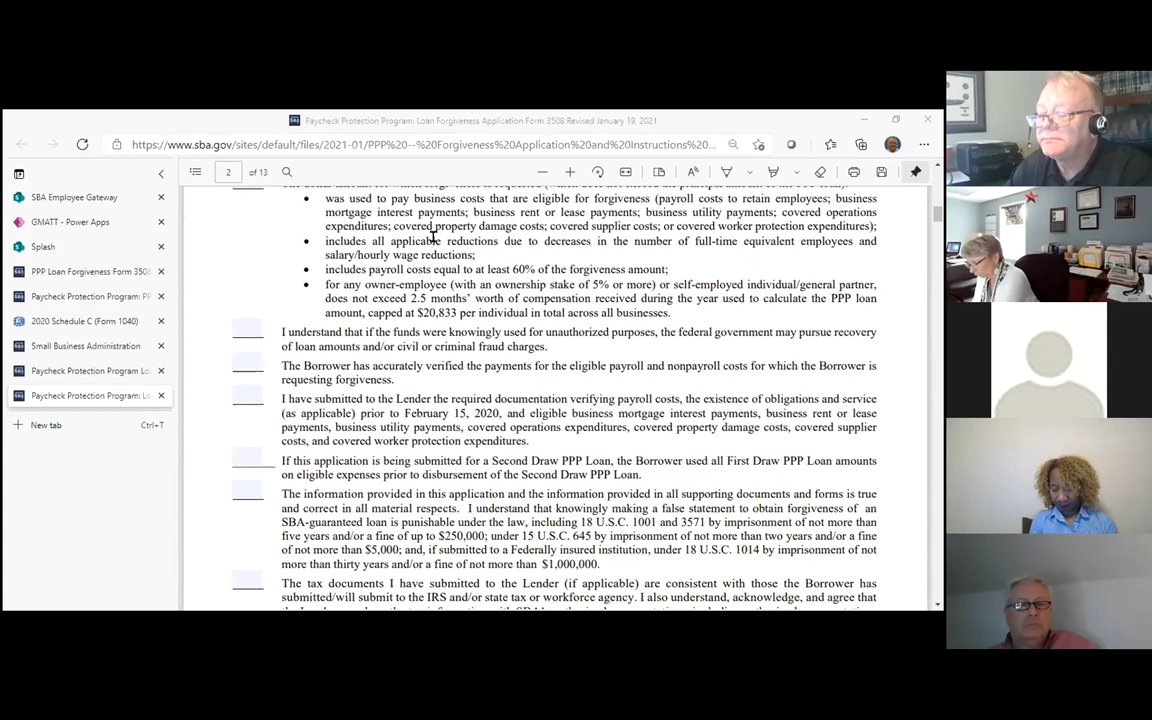 Paycheck Protection Program: Loan Forgiveness Application Form 3508 Revised January 19, 2021
https://www.sba.gov/sites/default/files/2021-01/PPP%20--%20Forgiveness%20Application%20and%20Instructions%20...
2 of 13
SBA Employee Gateway
GMATT - Power Apps
Splash
PPP Loan Forgiveness Form 3508
Paycheck Protection Program: PP
2020 Schedule C (Form 1040)
Small Business Administration
Paycheck Protection Program Lo
Paycheck Protection Program: Lo
New tab Ctrl+T
was used to pay business costs that are eligible for forgiveness (payroll costs to retain employees; business
mortgage interest payments; business rent or lease payments; business utility payments; covered operations
expenditures; covered property damage costs; covered supplier costs; or covered worker protection expenditures);
includes all applicable reductions due to decreases in the number of full-time equivalent employees and
salary/hourly wage reductions;
includes payroll costs equal to at least 60% of the forgiveness amount;
for any owner-employee (with an ownership stake of 5% or more) or self-employed individual/general partner,
does not exceed 2.5 months' worth of compensation received during the year used to calculate the PPP loan
amount, capped at $20,833 per individual in total across all businesses.
I understand that if the funds were knowingly used for unauthorized purposes, the federal government may pursue recovery
of loan amounts and/or civil or criminal fraud charges.
The Borrower has accurately verified the payments for the eligible payroll and nonpayroll costs for which the Borrower is
requesting forgiveness.
I have submitted to the Lender the required documentation verifying payroll costs, the existence of obligations and service
(as applicable) prior to February 15, 2020, and eligible business mortgage interest payments, business rent or lease
payments, business utility payments, covered operations expenditures, covered property damage costs, covered supplier
costs, and covered worker protection expenditures.
If this application is being submitted for a Second Draw PPP Loan, the Borrower used all First Draw PPP Loan amounts
on eligible expenses prior to disbursement of the Second Draw PPP Loan.
The information provided in this application and the information provided in all supporting documents and forms is true
and correct in all material respects. I understand that knowingly making a false statement to obtain forgiveness of an
SBA-guaranteed loan is punishable under the law, including 18 U.S.C. 1001 and 3571 by imprisonment of not more than
five years and/or a fine of up to $250,000; under 15 U.S.C. 645 by imprisonment of not more than two years and/or a fine
of not more than $5,000; and, if submitted to a Federally insured institution, under 18 U.S.C. 1014 by imprisonment of not
more than thirty years and/or a fine of not more than $1,000,000.
The tax documents I have submitted to the Lender (if applicable) are consistent with those the Borrower has
submitted/will submit to the IRS and/or state tax or workforce agency. I also understand, acknowledge, and agree that